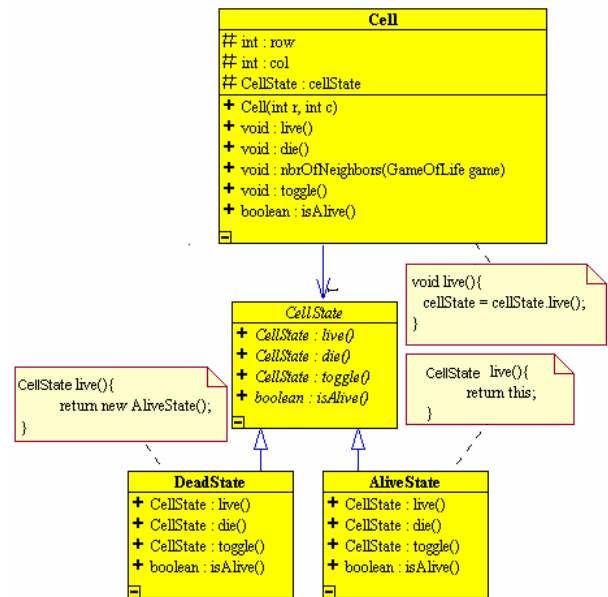 Cell
# int : row
# int : col
# CellState : cellState
+ Cell(int r, int c)
+ void : live()
+ void : die()
+ void : nbrOfNeighbors(GameOfLife game)
+ void : toggle()
+ boolean : isAlive()
1
void live(){
cellState = cellState.live();
}
CellState
+ CellState : live()
+ CellState : die()
+ CellState : toggle()
+ boolean : isAlive()
CellState live(){
return new AliveState();
}
CellState live(){
return this;
}
DeadState
+ CellState : live()
+ CellState : die()
+ CellState : toggle()
+ boolean : isAlive()
AliveState
+ CellState : live()
+ CellState : die()
+ CellState : toggle()
+ boolean : isAlive()